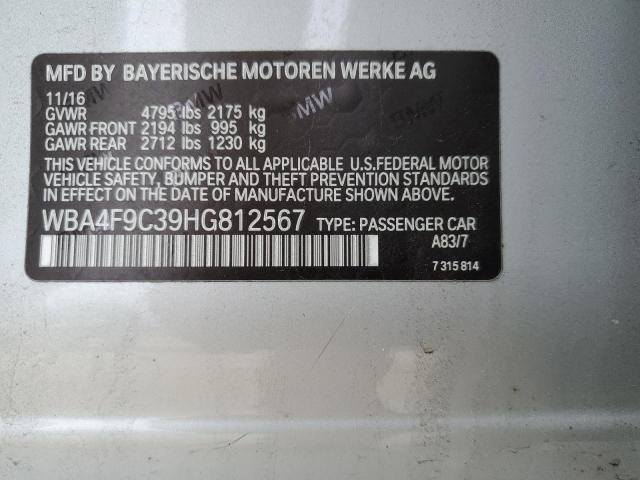 MFD BY BAYERISCHE MOTOREN WERKE AG
11/16
GVWR 4795 lbs 2175 kg
GAWR FRONT 2194 lbs 995 kg
GAWR REAR 2712 lbs 1230 kg
THIS VEHICLE CONFORMS TO ALL APPLICABLE U.S.FEDERAL MOTOR
VEHICLE SAFETY, BUMPER, AND THEFT PREVENTION STANDARDS
IN EFFECT ON THE DATE OF MANUFACTURE SHOWN ABOVE.
WBA4F9C39HG812567 TYPE: PASSENGER CAR
A83/7
7 315 814